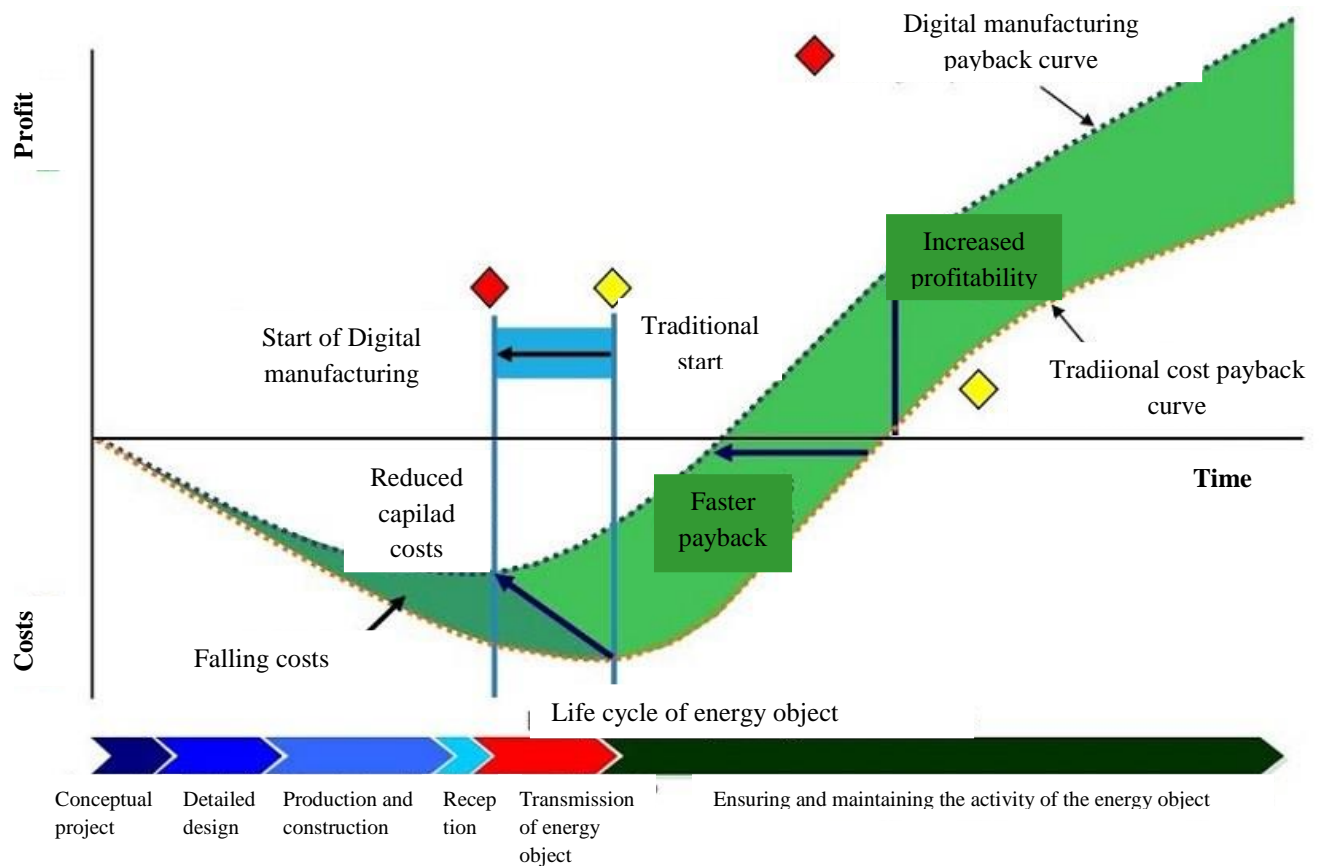 Digital manufacturing
payback curve
Profit
Increased
profitability
Start of Digital
manufacturing
Traditional
start
Tradiional cost payback
curve
Time
Reduced
capilad
costs
Faster
payback
Costs
Falling costs
Life cycle of energy object
Conceptual
project
Detailed
design
Production and
construction
Recep
tion
Transmission
of energy
object
Ensuring and maintaining the activity of the energy object